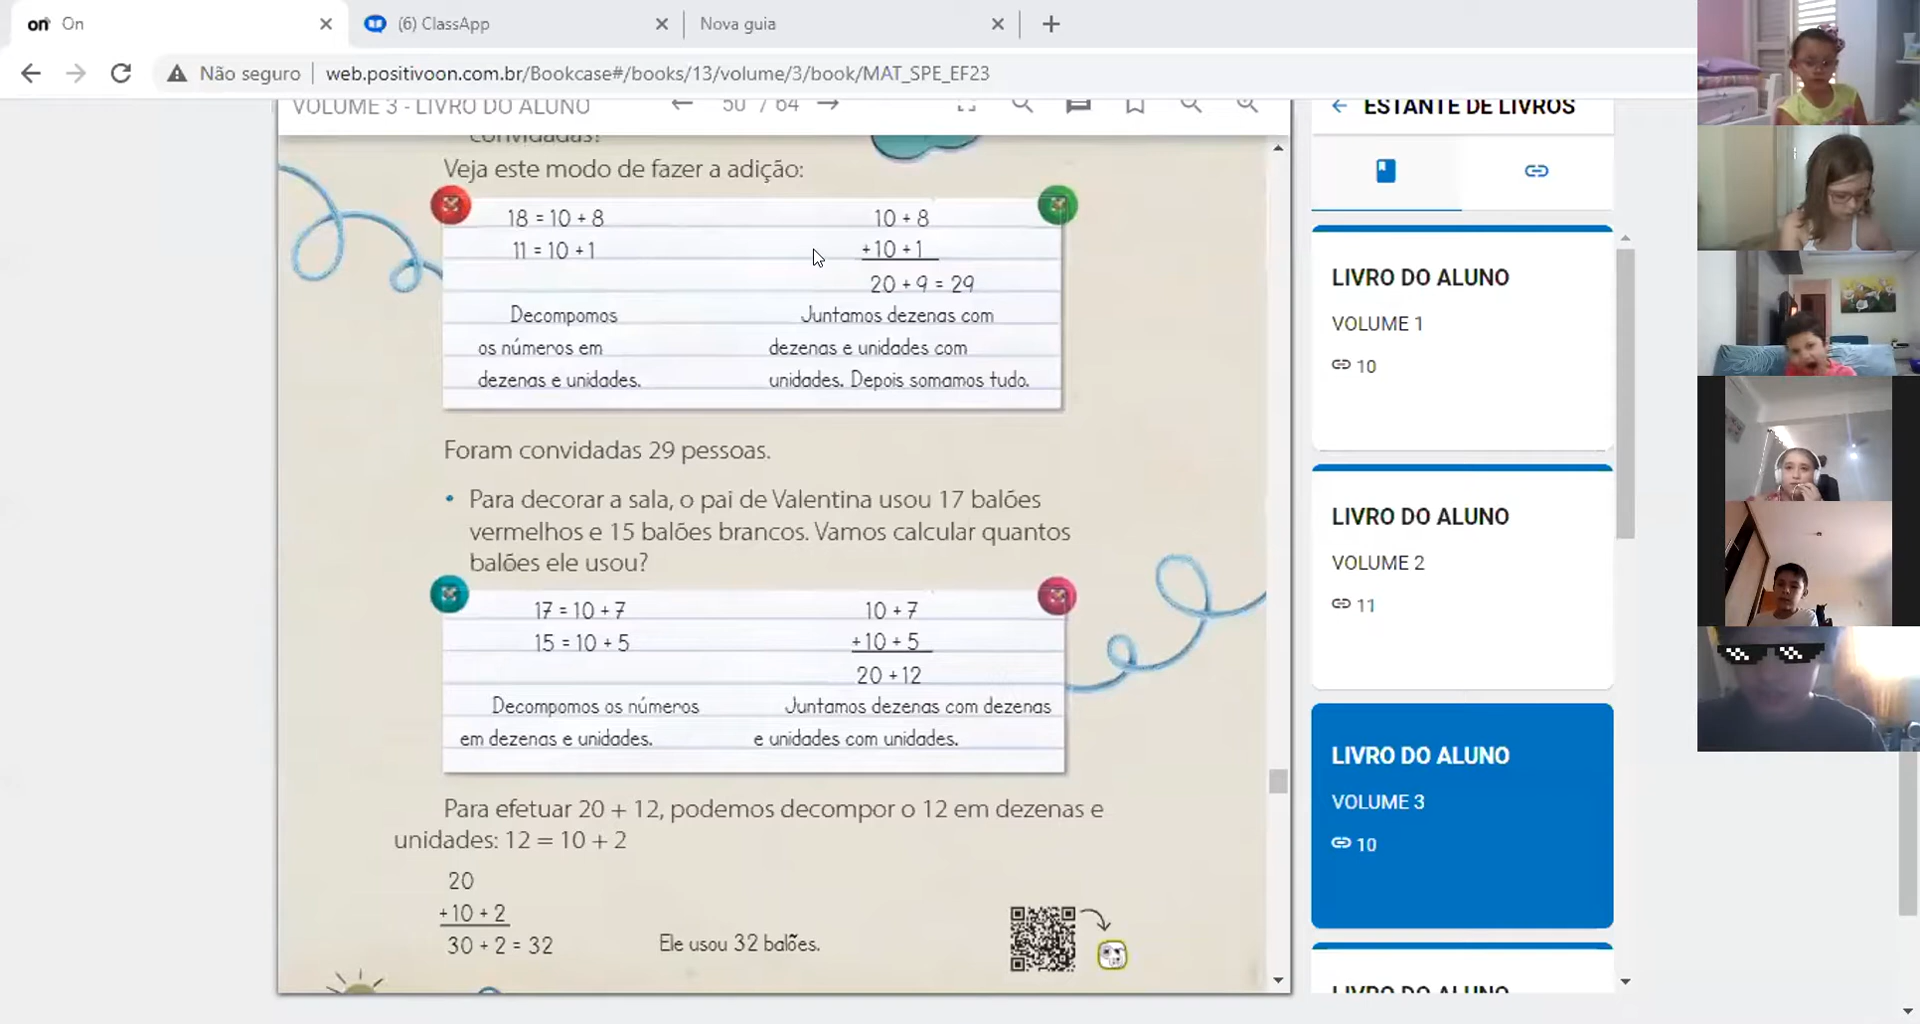 on On
(6) ClassApp
Nova guia
Não seguro
web.positivoon.com.br/Bookcase#/books/13/volume/3/book/MAT_SPE_EF23
VOLUME 3 - LIVRO DO ALUNO
50 / 64
convidadas?
Veja este modo de fazer a adição:
18 = 10 + 8
11 = 10 + 1
10 + 8
+10 + 1
20 + 9 = 29
Decompomos
os números em
dezenas e unidades.
Juntamos dezenas com
dezenas e unidades com
unidades. Depois somamos tudo.
Foram convidadas 29 pessoas.
• Para decorar a sala, o pai de Valentina usou 17 balões
vermelhos e 15 balões brancos. Vamos calcular quantos
balões ele usou?
17 = 10 + 7
15 = 10 + 5
10 + 7
+10 + 5
20 + 12
Decompomos os números
em dezenas e unidades.
Juntamos dezenas com dezenas
e unidades com unidades.
Para efetuar 20 + 12, podemos decompor o 12 em dezenas e
unidades: 12 = 10 + 2
20
+10 + 2
30 + 2 = 32
Ele usou 32 balões.
ESTANTE DE LIVROS
LIVRO DO ALUNO
VOLUME 1
10
LIVRO DO ALUNO
VOLUME 2
11
LIVRO DO ALUNO
VOLUME 3
10
LIVRO DO ALUNO